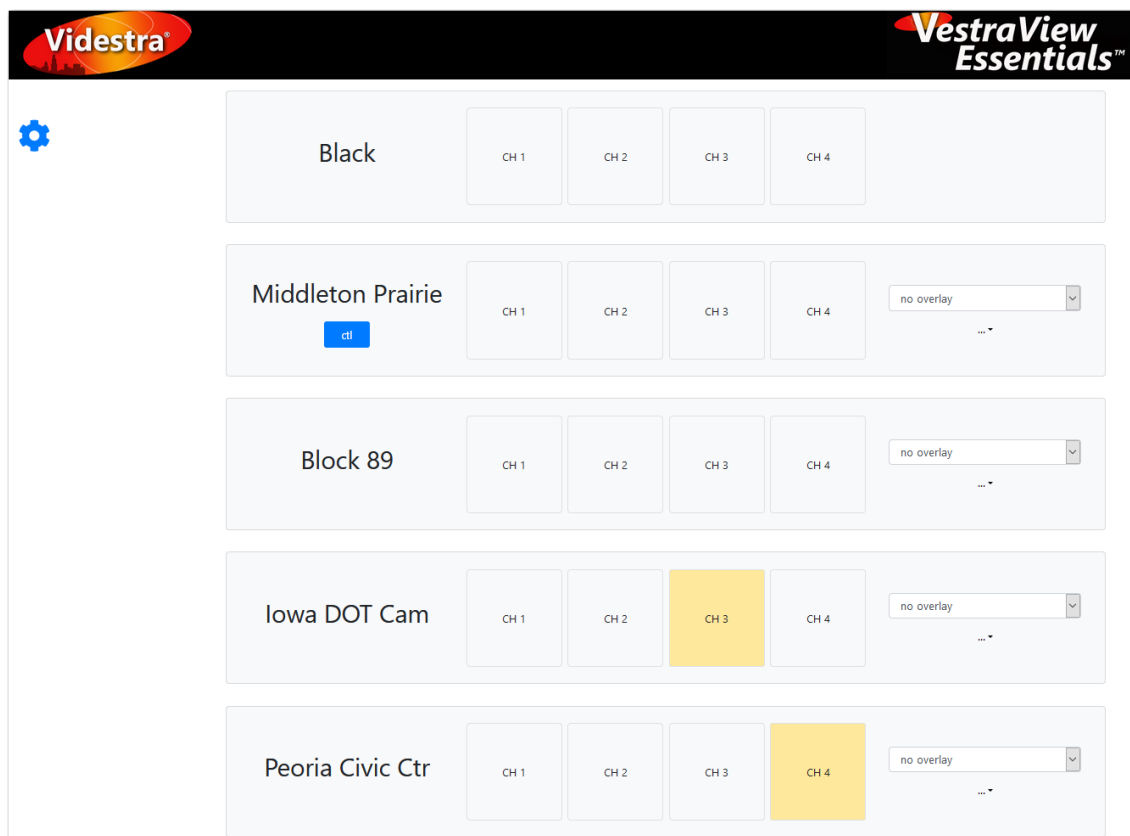 Videstra®
VestraView
Essentials™
Black
CH 1
CH 2
CH 3
CH 4
Middleton Prairie
ctl
CH 1
CH 2
CH 3
CH 4
no overlay
...
Block 89
CH 1
CH 2
CH 3
CH 4
no overlay
...
Iowa DOT Cam
CH 1
CH 2
CH 3
CH 4
no overlay
...
Peoria Civic Ctr
CH 1
CH 2
CH 3
CH 4
no overlay
...